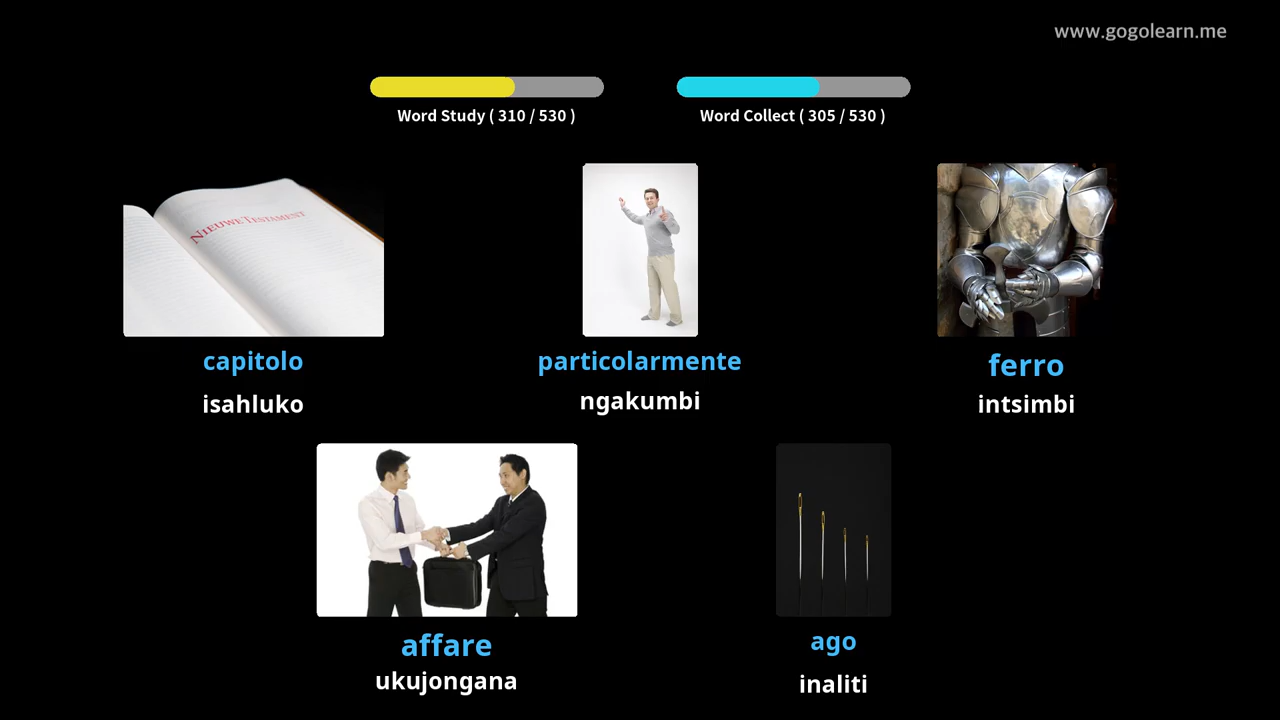 www.gogolearn.me
Word Study ( 310 / 530 )
Word Collect ( 305 / 530 )
NIEUWE TESTAMENT
capitolo
particolarmente
ferro
isahluko
ngakumbi
intsimbi
affare
ago
ukujongana
inaliti